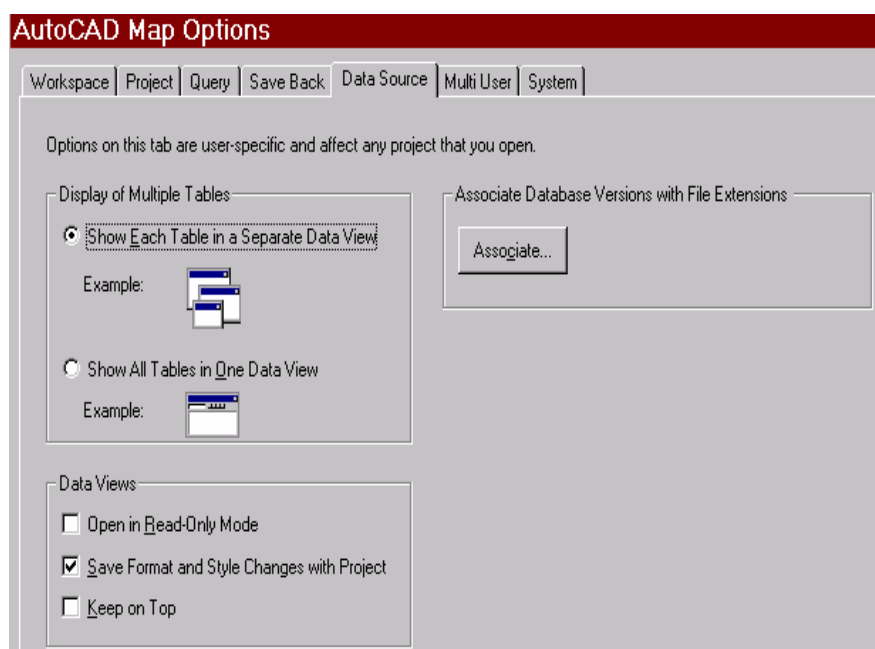 AutoCAD Map Options
Workspace Project Query Save Back Data Source Multi User System
Options on this tab are user-specific and affect any project that you open.
Display of Multiple Tables
Show Each Table in a Separate Data View
Example:
Show All Tables in One Data View
Example:
Associate Database Versions with File Extensions
Associate...
Data Views
Open in Read-Only Mode
Save Format and Style Changes with Project
Keep on Top